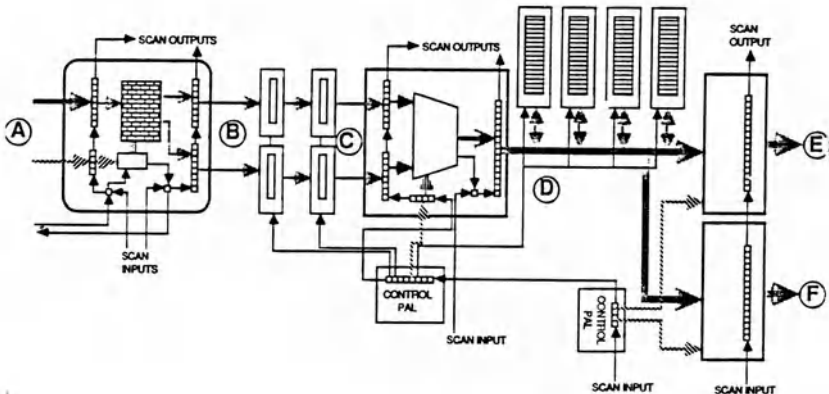 SCAN OUTPUTS
SCAN OUTPUTS
SCAN
OUTPUT
A
B
C
D
E
F
SCAN
INPUTS
CONTROL
PAL
SCAN INPUT
CONTROL
PAL
SCAN INPUT
SCAN INPUT